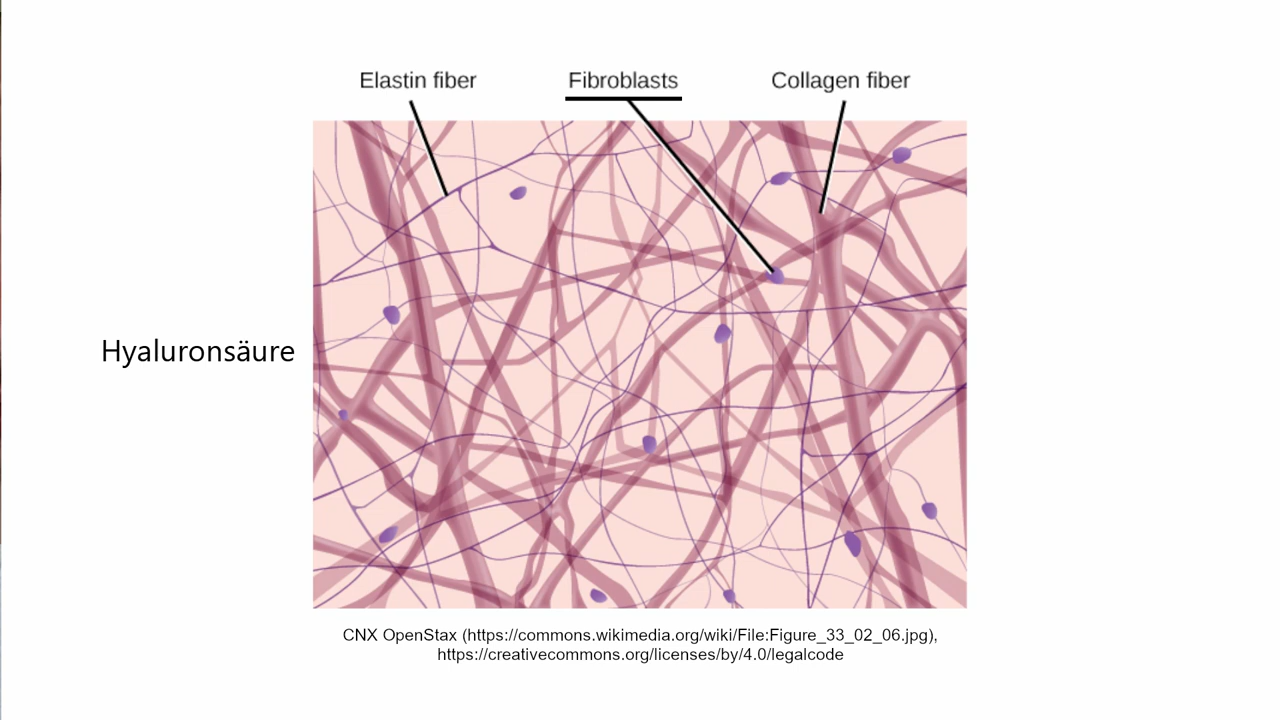 Elastin fiber
Fibroblasts
Collagen fiber
Hyaluronsäure
CNX OpenStax (https://commons.wikimedia.org/wiki/File:Figure_33_02_06.jpg),
https://creativecommons.org/licenses/by/4.0/legalcode